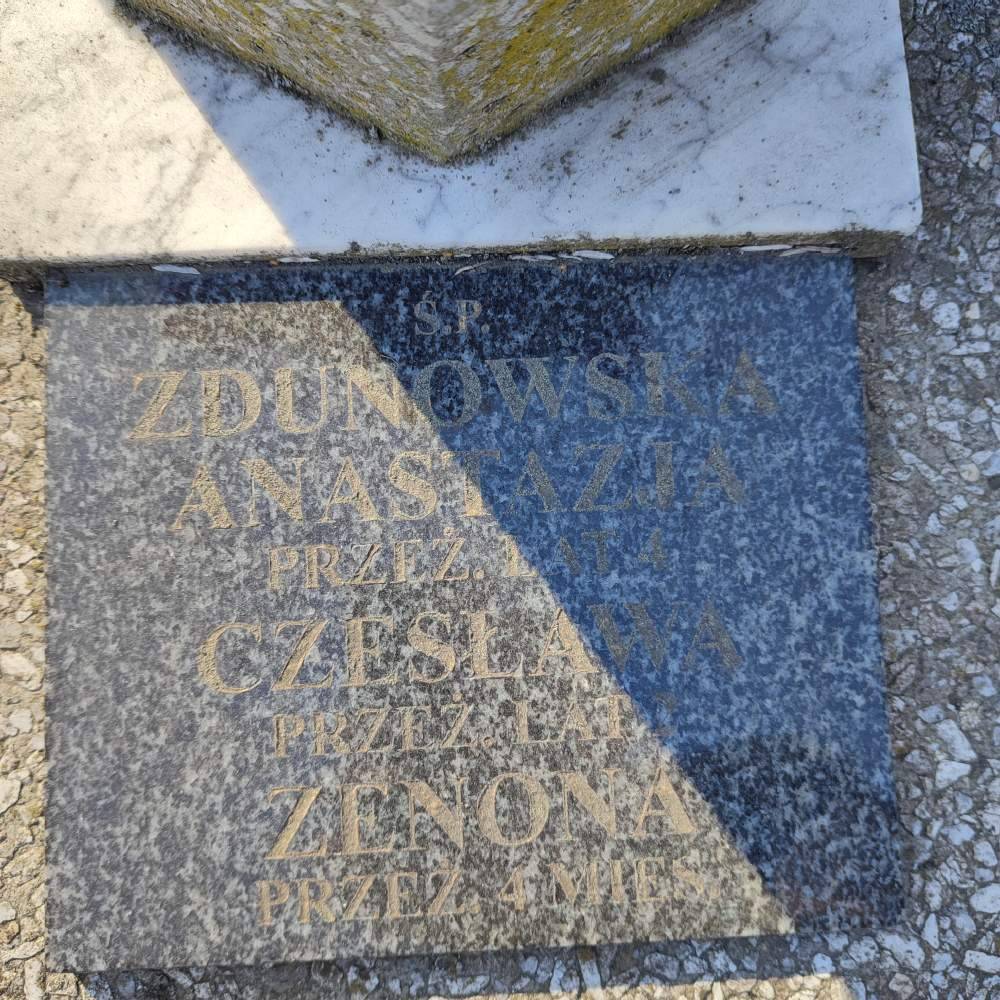 Ś.P.
ZDUNOWSKA
ANASTAZJA
PRZEŻ. LAT 4
CZESŁAWA
PRZEŻ. LAT
ZENONA
PRZEŻ. 4 MIES.